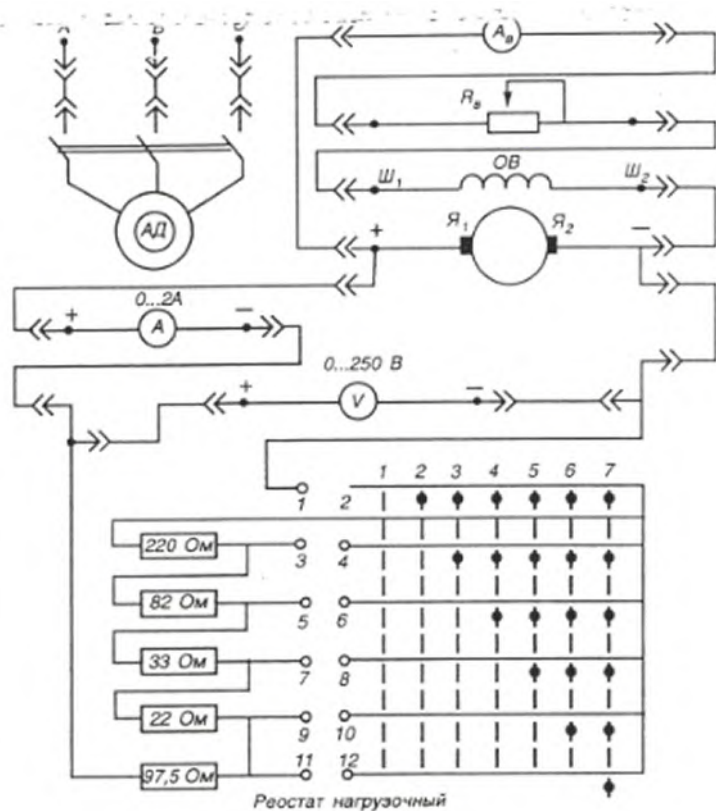 Aв
Rв
ОВ
Ш1 Ш2
АД
+ Я1 Я2 −
0...2А
+ А −
0...250 В
+ V −
1 2 3 4 5 6 7
1 2
220 Ом 3 4
82 Ом 5 6
33 Ом 7 8
22 Ом 9 10
97,5 Ом 11 12
Реостат нагрузочный